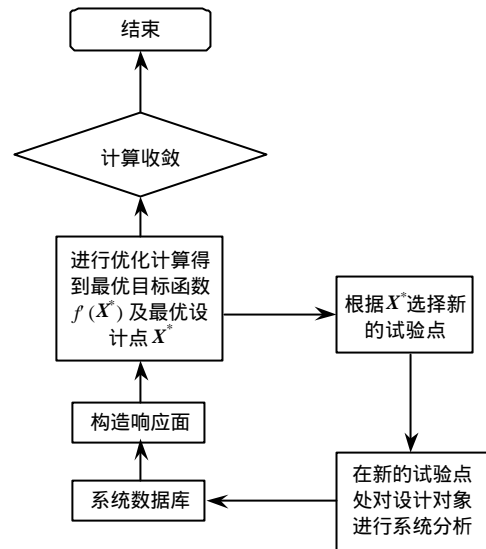 结束
计算收敛
进行优化计算得
到最优目标函数
f′(X*) 及最优设
计点 X*
根据X*选择新
的试验点
构造响应面
系统数据库
在新的试验点
处对设计对象
进行系统分析